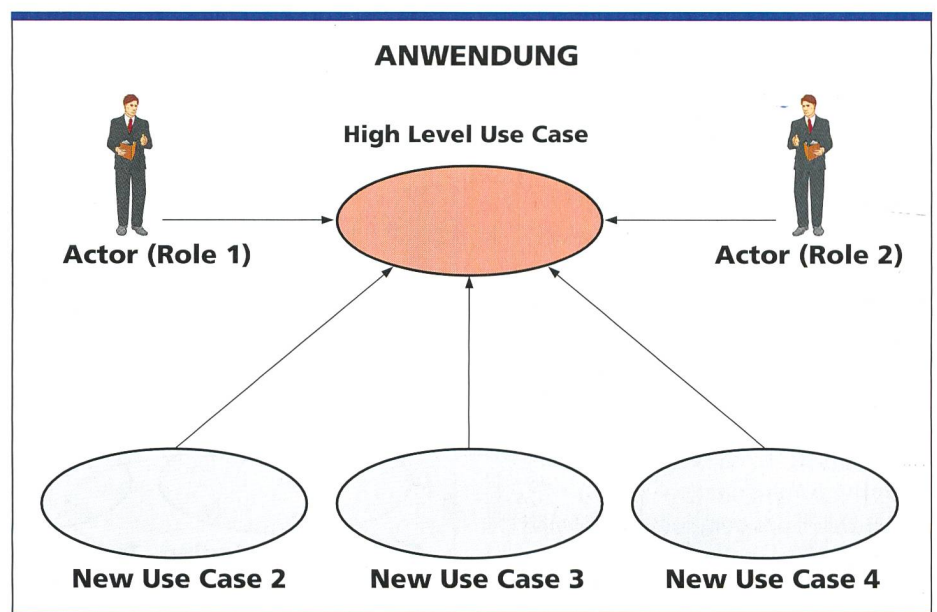 ANWENDUNG
High Level Use Case
Actor (Role 1)
Actor (Role 2)
New Use Case 2
New Use Case 3
New Use Case 4